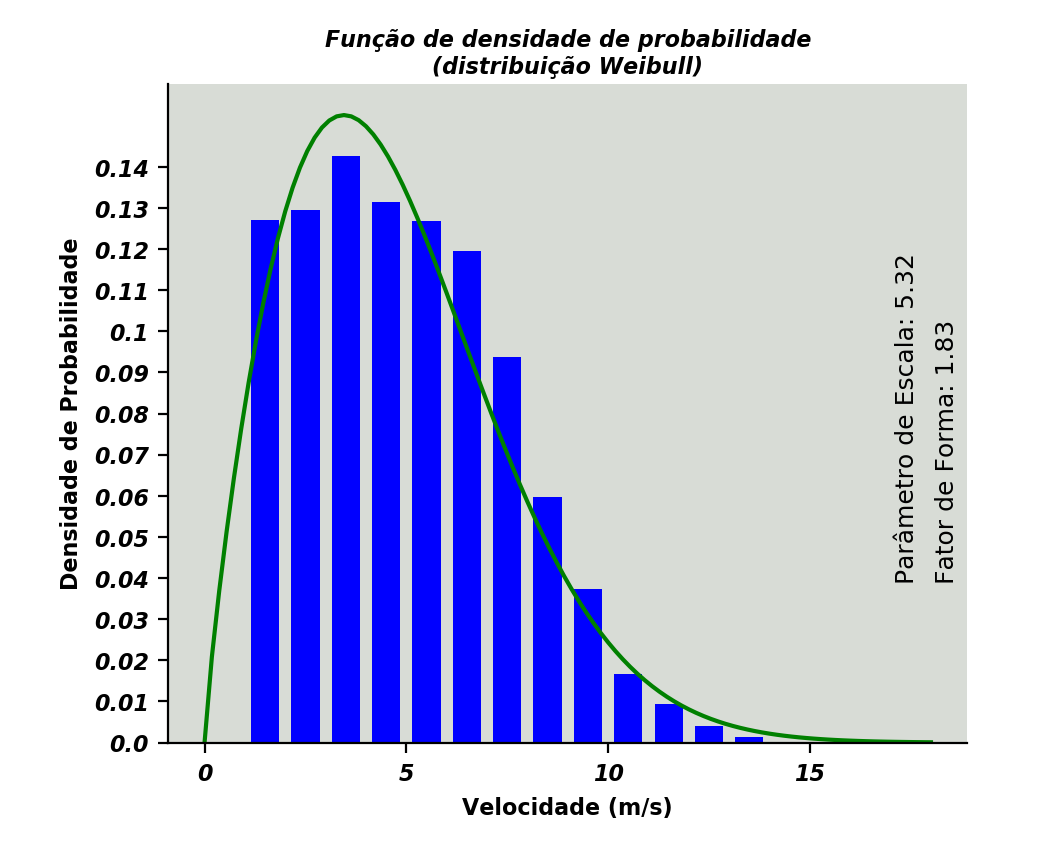 Função de densidade de probabilidade
(distribuição Weibull)
Densidade de Probabilidade
0.14
0.13
0.12
0.11
0.1
0.09
0.08
0.07
0.06
0.05
0.04
0.03
0.02
0.01
0.0
0 5 10 15
Velocidade (m/s)
Parâmetro de Escala: 5.32
Fator de Forma: 1.83